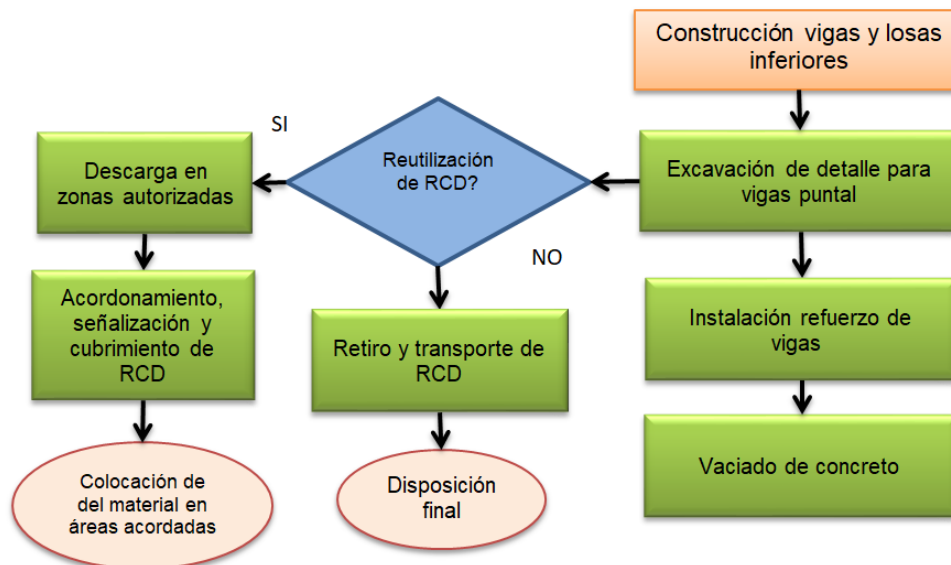 Construcción vigas y losas
inferiores
SI
Descarga en
zonas autorizadas
Reutilización
de RCD?
Excavación de detalle para
vigas puntal
NO
Acordonamiento,
señalización y
cubrimiento de
RCD
Retiro y transporte de
RCD
Instalación refuerzo de
vigas
Colocación de
del material en
áreas acordadas
Disposición
final
Vaciado de concreto